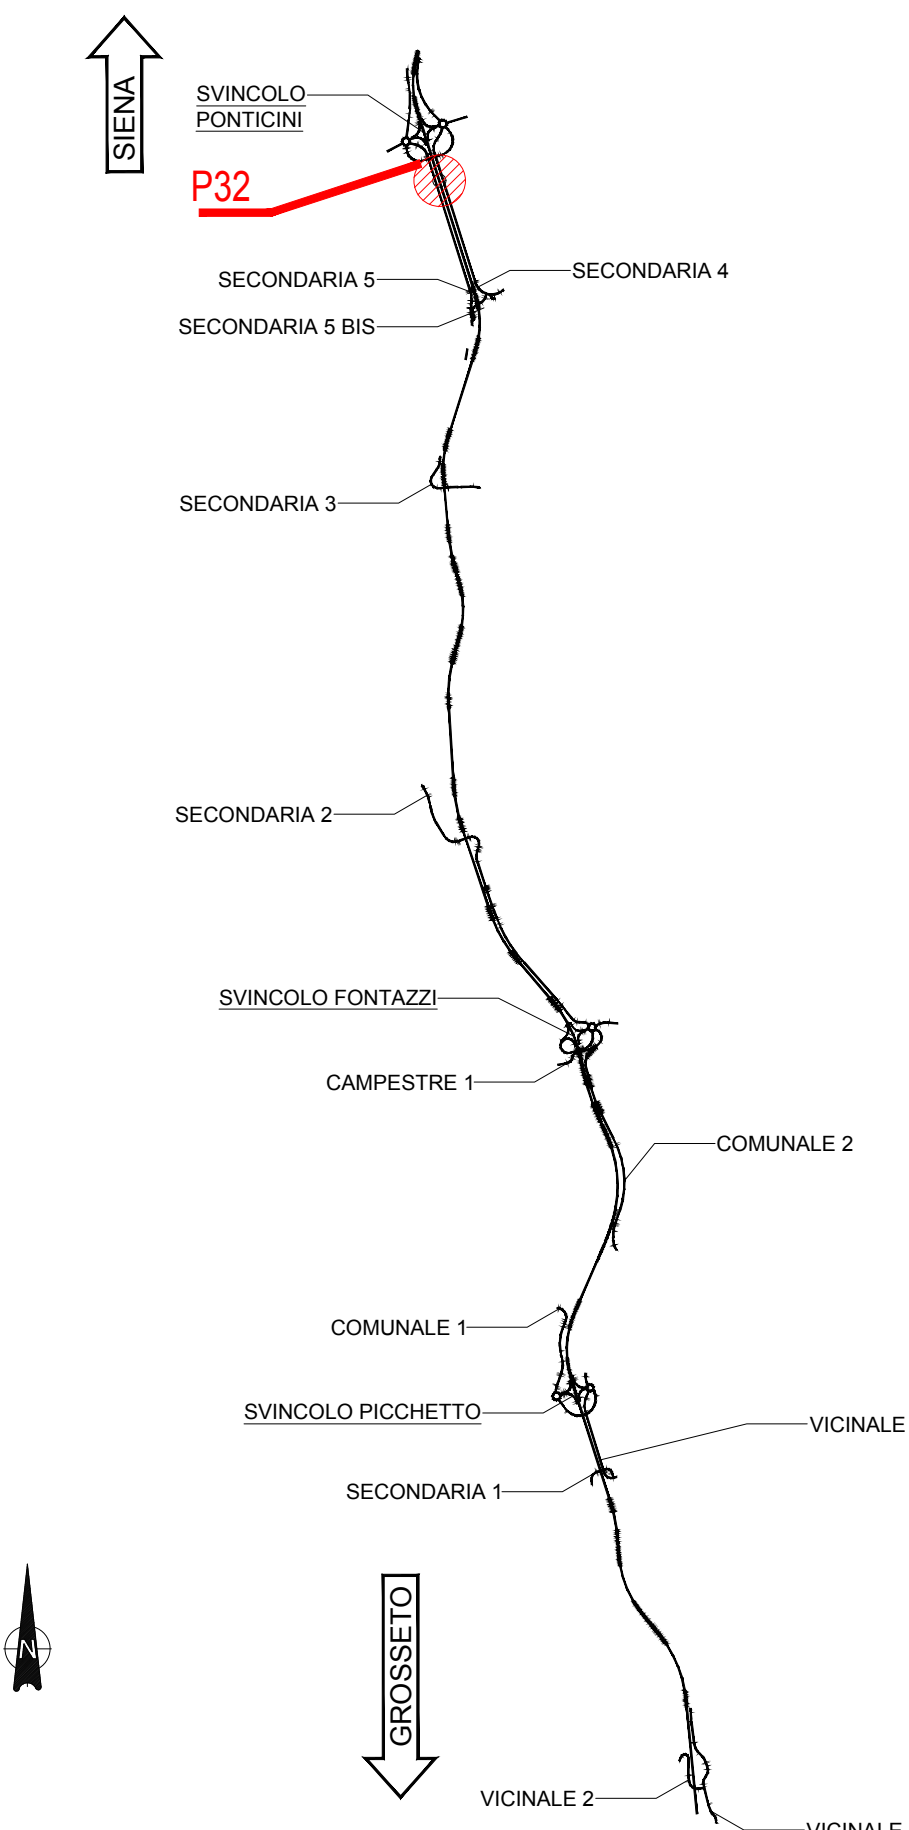 SIENA
SVINCOLO
PONTICINI
P32
SECONDARIA 4
SECONDARIA 5
SECONDARIA 5 BIS
SECONDARIA 3
SECONDARIA 2
SVINCOLO FONTAZZI
CAMPESTRE 1
COMUNALE 2
COMUNALE 1
SVINCOLO PICCHETTO
VICINALE
SECONDARIA 1
N
GROSSETO
VICINALE 2
VICINALE